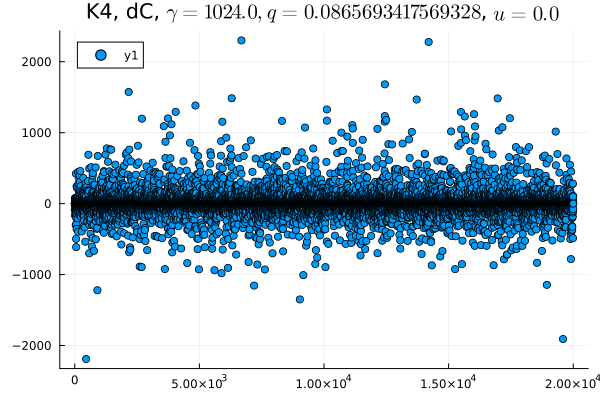 K4, dC, γ = 1024.0, q = 0.0865693417569328, u = 0.0
y1
2000
1000
0
−1000
−2000
0 5.00×10³ 1.00×10⁴ 1.50×10⁴ 2.00×10⁴